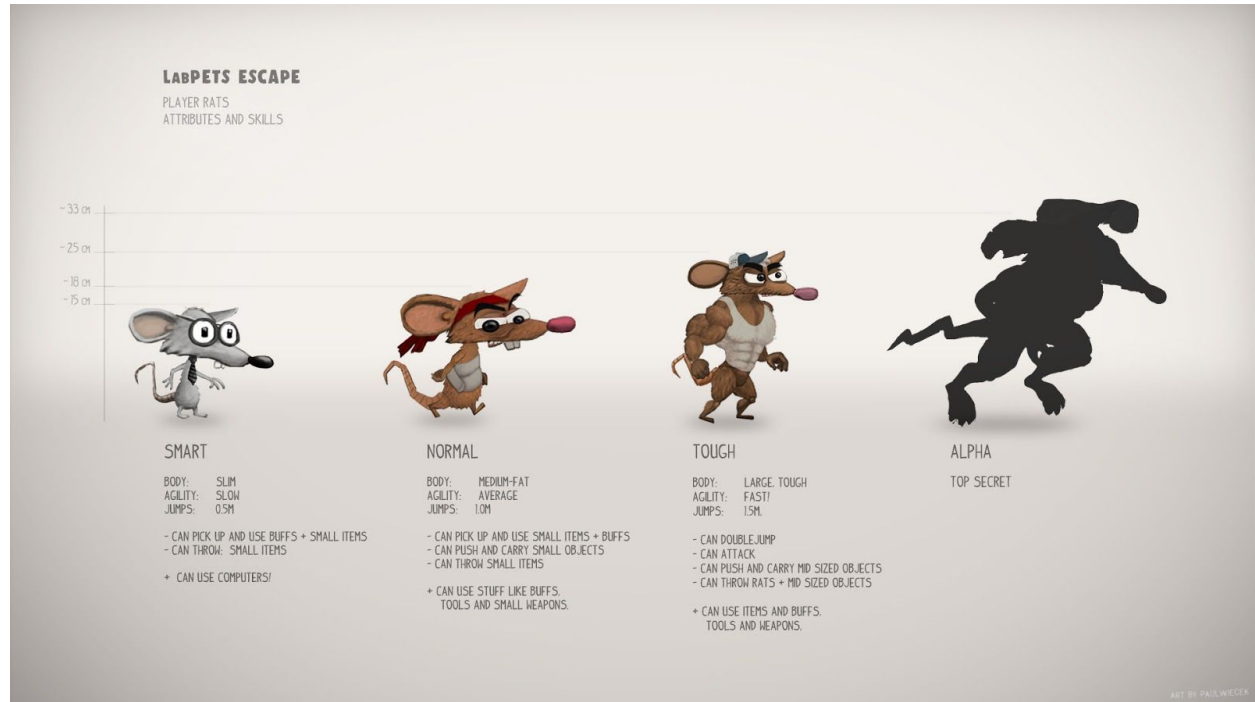 LABPETS ESCAPE
PLAYER RATS
ATTRIBUTES AND SKILLS
~33 CM
~25 CM
~18 CM
~15 CM
SMART
BODY: SLIM
AGILITY: SLOW
JUMPS: 0.5M
- CAN PICK UP AND USE BUFFS + SMALL ITEMS
- CAN THROW: SMALL ITEMS
+ CAN USE COMPUTERS!
NORMAL
BODY: MEDIUM-FAT
AGILITY: AVERAGE
JUMPS: 1.0M
- CAN PICK UP AND USE SMALL ITEMS + BUFFS
- CAN PUSH AND CARRY SMALL OBJECTS
- CAN THROW SMALL ITEMS
+ CAN USE STUFF LIKE BUFFS,
TOOLS AND SMALL WEAPONS.
TOUGH
BODY: LARGE, TOUGH
AGILITY: FAST!
JUMPS: 1.5M.
- CAN DOUBLEJUMP
- CAN ATTACK
- CAN PUSH AND CARRY MID SIZED OBJECTS
- CAN THROW RATS + MID SIZED OBJECTS
+ CAN USE ITEMS AND BUFFS,
TOOLS AND WEAPONS.
ALPHA
TOP SECRET
ART BY PAULWIECEK